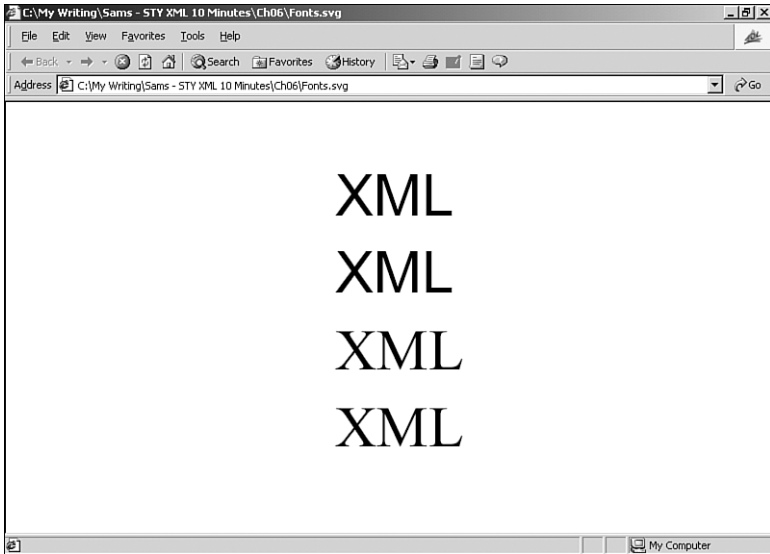 C:\My Writing\Sams - STY XML 10 Minutes\Ch06\Fonts.svg
File Edit View Favorites Tools Help
Back Search Favorites History
Address C:\My Writing\Sams - STY XML 10 Minutes\Ch06\Fonts.svg Go
XML
XML
XML
XML
My Computer